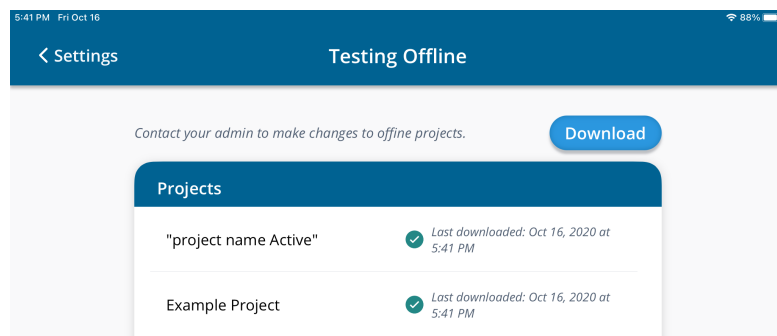 5:41 PM Fri Oct 16
88%
Settings
Testing Offline
Contact your admin to make changes to offine projects.
Download
Projects
"project name Active"
Last downloaded: Oct 16, 2020 at
5:41 PM
Example Project
Last downloaded: Oct 16, 2020 at
5:41 PM